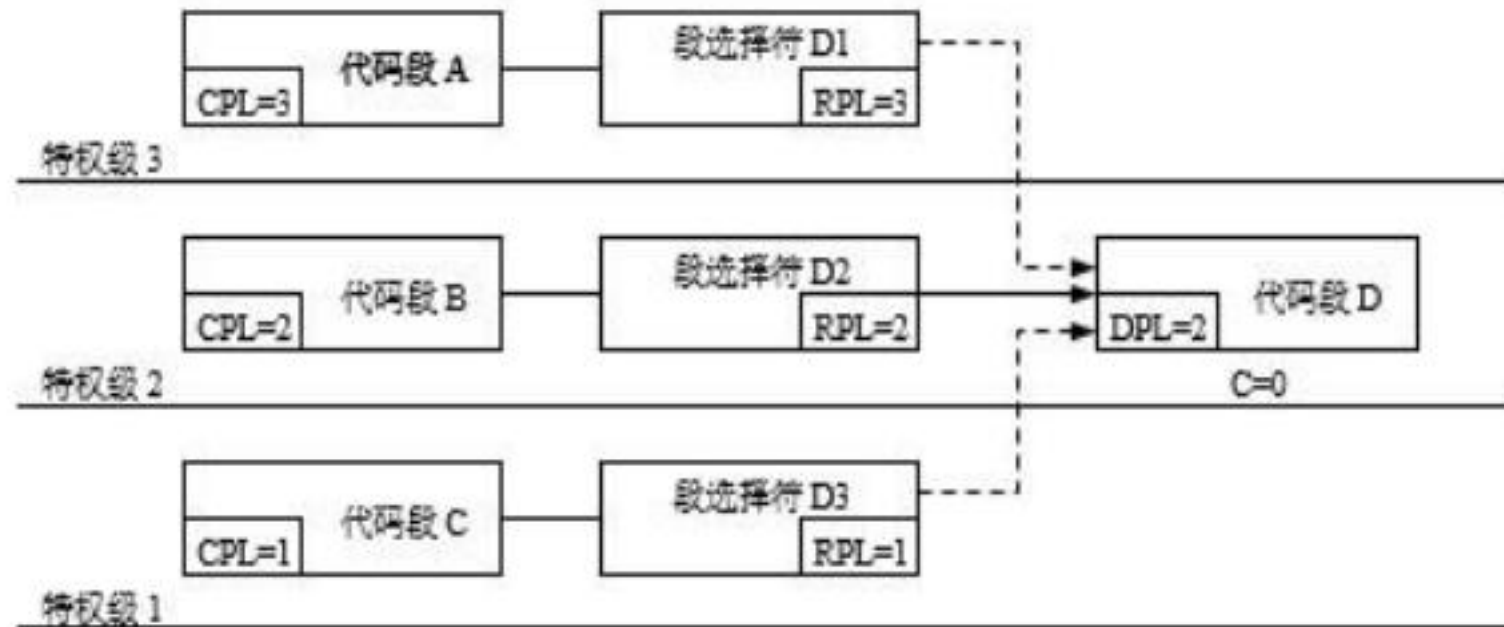 代码段 A
CPL=3
段选择符 D1
RPL=3
特权级 3
代码段 B
CPL=2
段选择符 D2
RPL=2
代码段 D
DPL=2
C=0
特权级 2
代码段 C
CPL=1
段选择符 D3
RPL=1
特权级 1